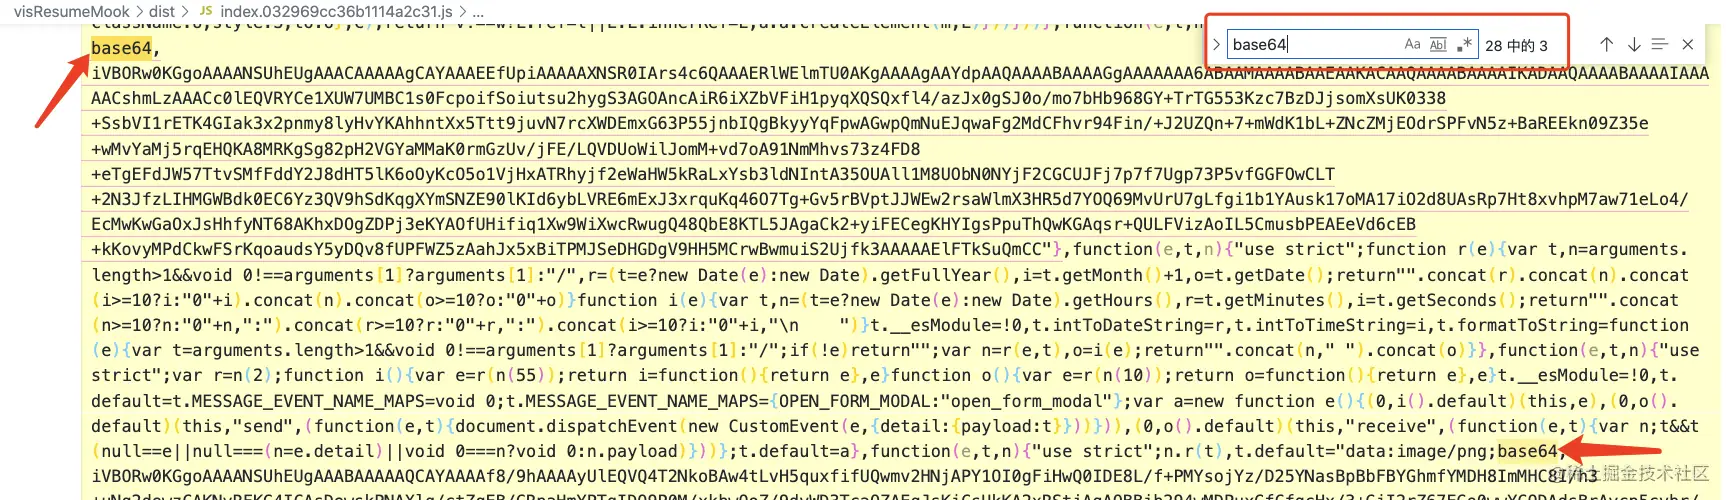 visResumeMook > dist > JS index.032969cc36b1114a2c31.js > ...
base64
Aa Abl .*
28 中的 3
base64,
iVBORw0KGgoAAAANSUhEUgAAACAAAAAgCAYAAAEEfUpiAAAAAXNSR0IArs4c6QAAAERlWElmTU0AKgAAAAgAAYdpAAQAAAABAAAAGgAAAAAAA6ABAAMAAAABAAEAAKACAAQAAAABAAAAIKADAAQAAAABAAAAIAAA
AACshmLzAAACc0lEQVRYCe1XUW7UMBC1s0FcpoifSoiutsu2hygS3AGOAncAiR6iXZbVFiH1pyqXQSQxfl4/azJx0gSJ0o/mo7bHb968GY+TrTG553Kzc7BzDJjsomXsUK0338
+SsbVI1rETK4GIak3x2pnmy8lyHvYKAhhntXx5Ttt9juvN7rcXWDEmxG63P55jnbIQgBkyyYqFpwAGwpQmNuEJqwaFg2MdCFhvr94Fin/+J2UZQn+7+mWdK1bL+ZNcZMjEOdrSPFvN5z+BaREEkn09Z35e
+wMvYaMj5rqEHQKA8MRKgSg82pH2VGYaMMaK0rmGzUv/jFE/LQVDUoWilJomM+vd7oA91NmMhvs73z4FD8
+eTgEFdJW57TtvSMfFFddY2J8dHT5lK6oOyKcO5o1VjHxATRhyjf2eWaHW5kRaLxYsb3ldNIntA35OUAll1M8UObN0NYjF2CGCUJFj7p7f7Ugp73P5vfGGFOwCLT
+2N3JfzLIHMGWBdk0EC6Yz3QV9hSdKqgXYmSNZE90lKId6ybLVRE6mExJ3xrquKq46O7Tg+Gv5rBVptJJWEw2rsaWlmX3HR5d7YOQ69MvUrU7gLfgi1b1YAusk17oMA17iO2d8UAsRp7Ht8xvhpM7aw71eLo4/
EcMwKwGaOxJsHhfyNT68AKhxDOgZDPj3eKYAOfUHifiq1Xw9WiXwcRwugQ48QbE8KTL5JAgaCk2+yiFECegKHYIgsPpuThQwKGAqsr+QULFVizAoIL5CmusbPEAEeVd6cEB
+kKovyMPdCkwFSrKqoaudsY5yDQv8fUPFWZ5zAahJx5xBiTPMJSeDHGDgV9HH5MCrwBwmuiS2Ujfk3AAAAAElFTkSuQmCC"},function(e,t,n){"use strict";function r(e){var t,n=arguments.
length>1&&void 0!==arguments[1]?arguments[1]:"/",r=(t=e?new Date(e):new Date).getFullYear(),i=t.getMonth()+1,o=t.getDate();return"".concat(r).concat(n).concat
(i>=10?i:"0"+i).concat(n).concat(o>=10?o:"0"+o)}function i(e){var t,n=(t=e?new Date(e):new Date).getHours(),r=t.getMinutes(),i=t.getSeconds();return"".concat
(n>=10?n:"0"+n,":").concat(r>=10?r:"0"+r,":").concat(i>=10?i:"0"+i,"\n    ")}t.__esModule=!0,t.intToDateString=r,t.intToTimeString=i,t.formatToString=function
(e){var t=arguments.length>1&&void 0!==arguments[1]?arguments[1]:"/";if(!e)return"";var n=r(e,t),o=i(e);return"".concat(n," ").concat(o)}},function(e,t,n){"use
strict";var r=n(2);function i(){var e=r(n(55));return i=function(){return e},e}function o(){var e=r(n(10));return o=function(){return e},e}t.__esModule=!0,t.
default=t.MESSAGE_EVENT_NAME_MAPS=void 0;t.MESSAGE_EVENT_NAME_MAPS={OPEN_FORM_MODAL:"open_form_modal"};var a=new function e(){(0,i().default)(this,e),(0,o().
default)(this,"send",(function(e,t){document.dispatchEvent(new CustomEvent(e,{detail:{payload:t}}))})),(0,o().default)(this,"receive",(function(e,t){var n;t&&t
(null==e||null===(n=e.detail)||void 0===n?void 0:n.payload)}))};t.default=a},function(e,t,n){"use strict";n.r(t),t.default="data:image/png;base64,
@稀土掘金技术社区